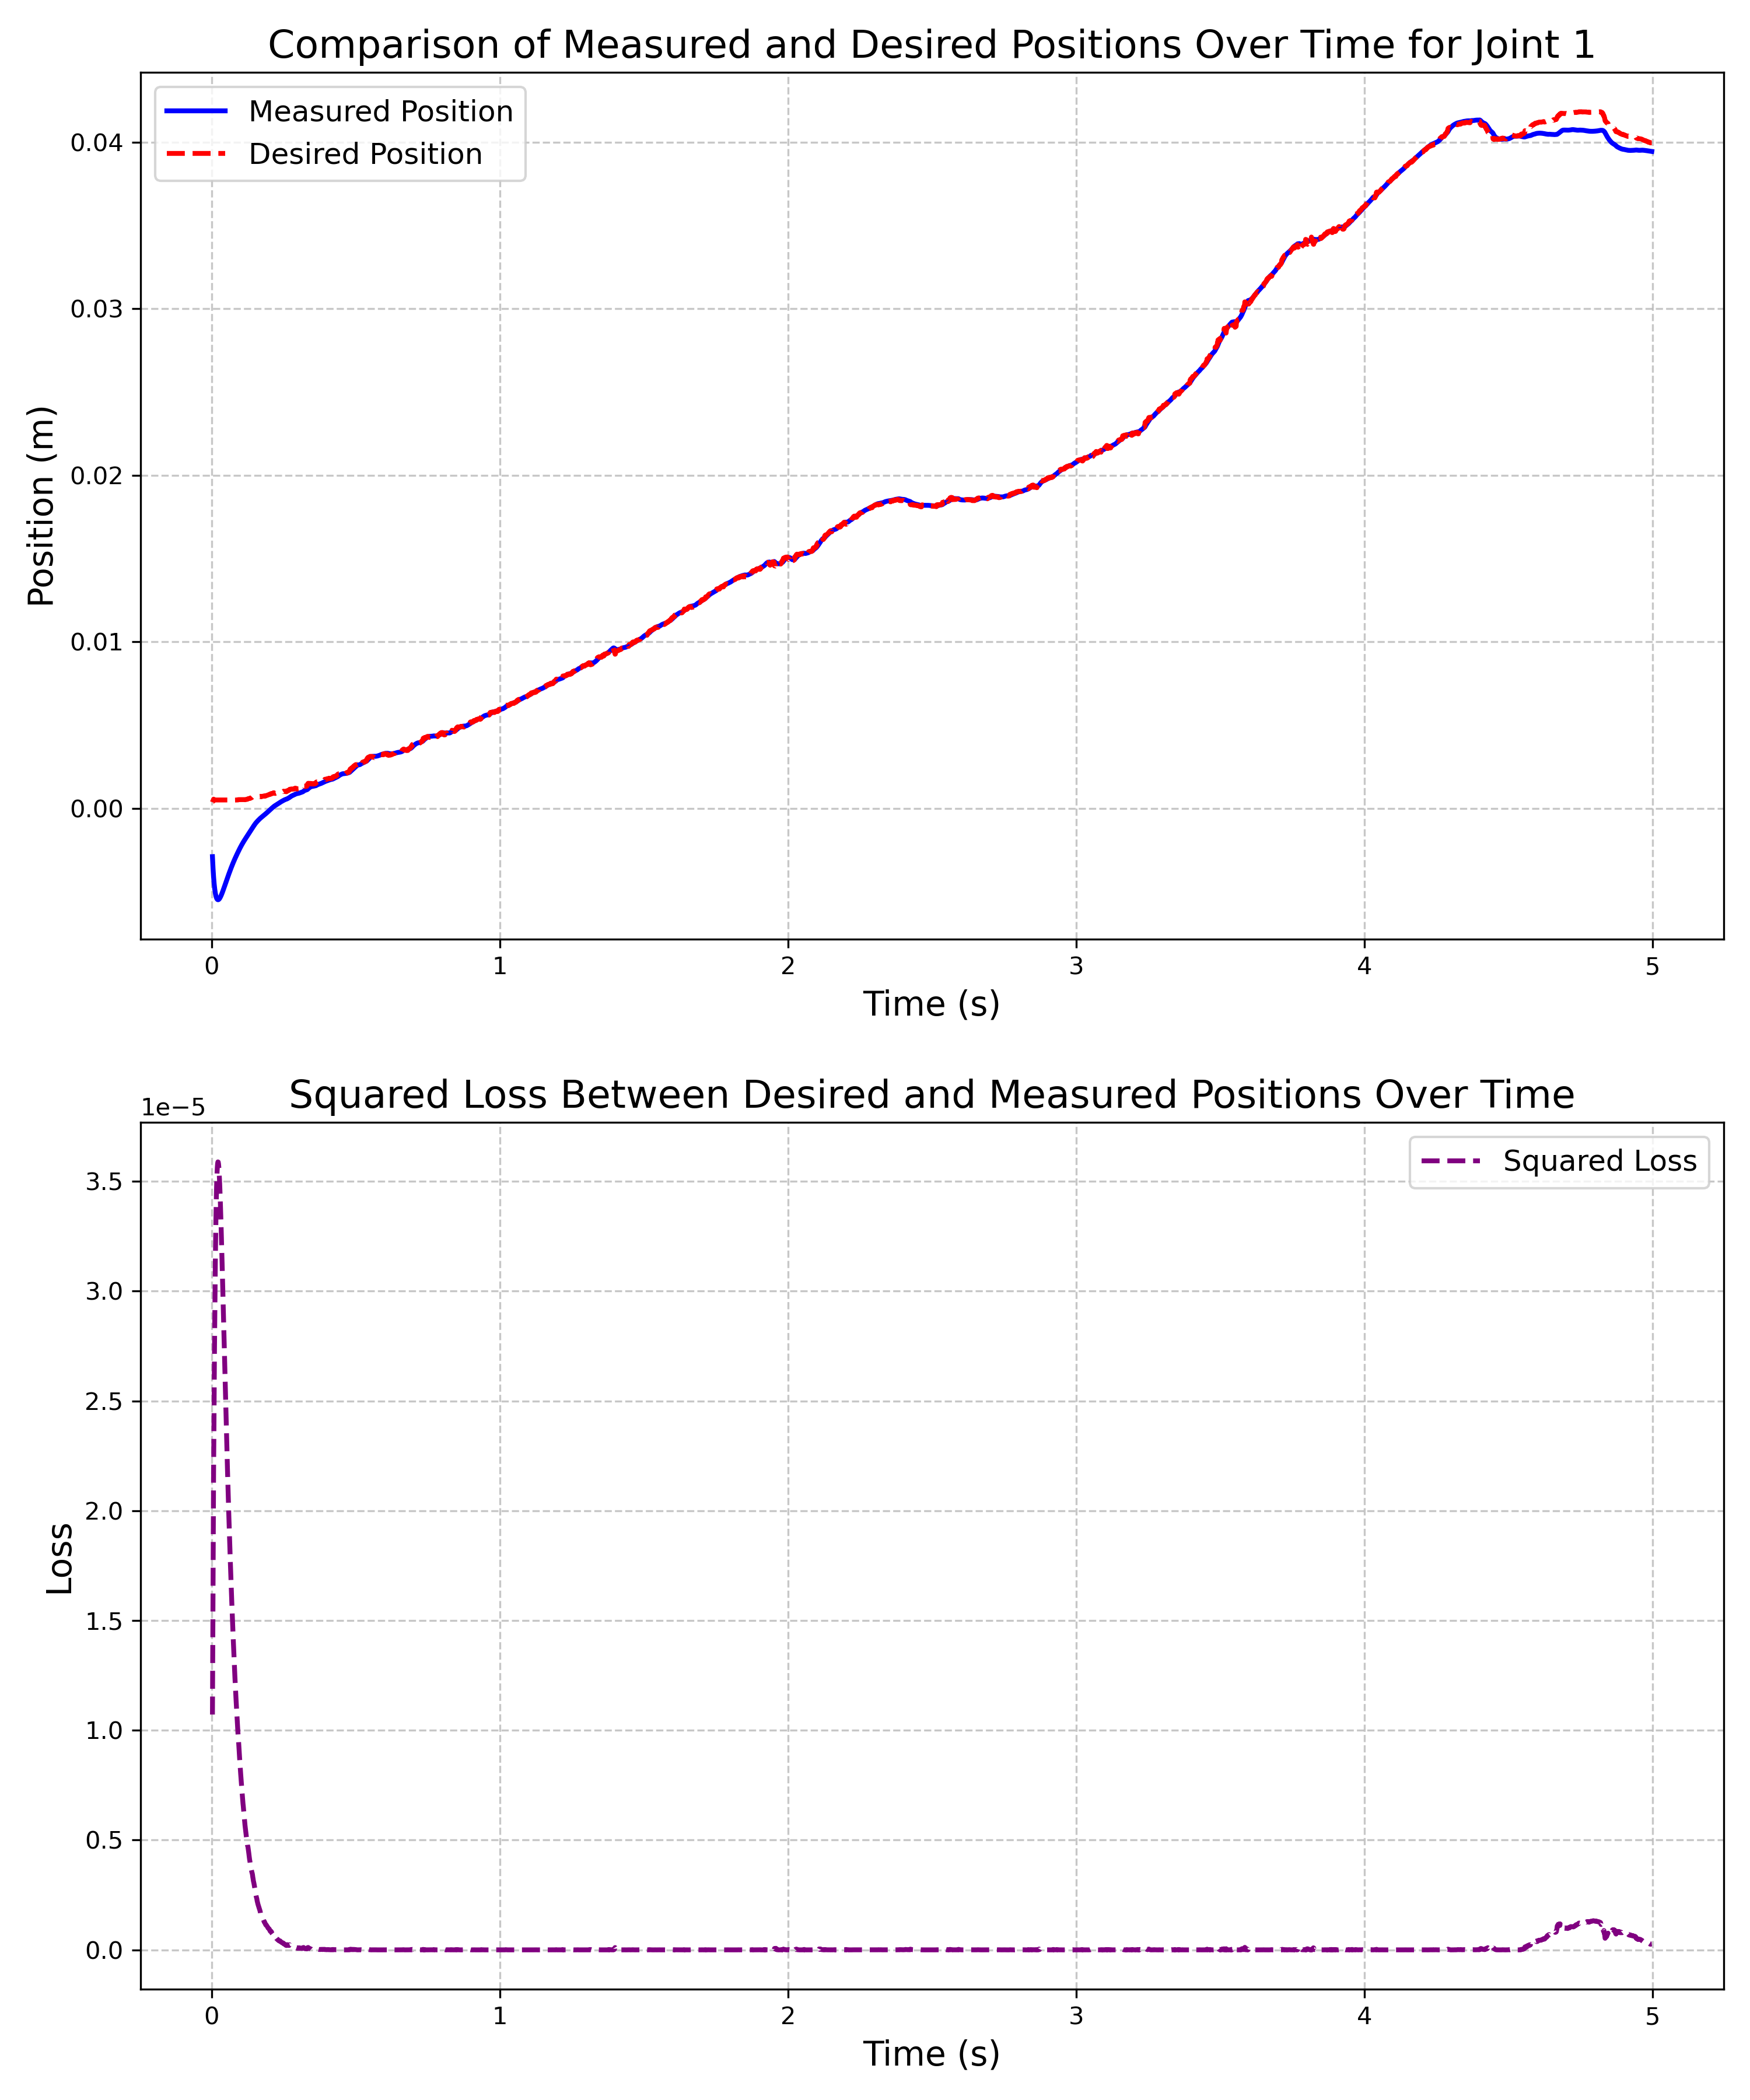 Comparison of Measured and Desired Positions Over Time for Joint 1
Measured Position
Desired Position
Position (m)
0.04
0.03
0.02
0.01
0.00
0 1 2 3 4 5
Time (s)
Squared Loss Between Desired and Measured Positions Over Time
1e−5
Squared Loss
Loss
3.5
3.0
2.5
2.0
1.5
1.0
0.5
0.0
0 1 2 3 4 5
Time (s)